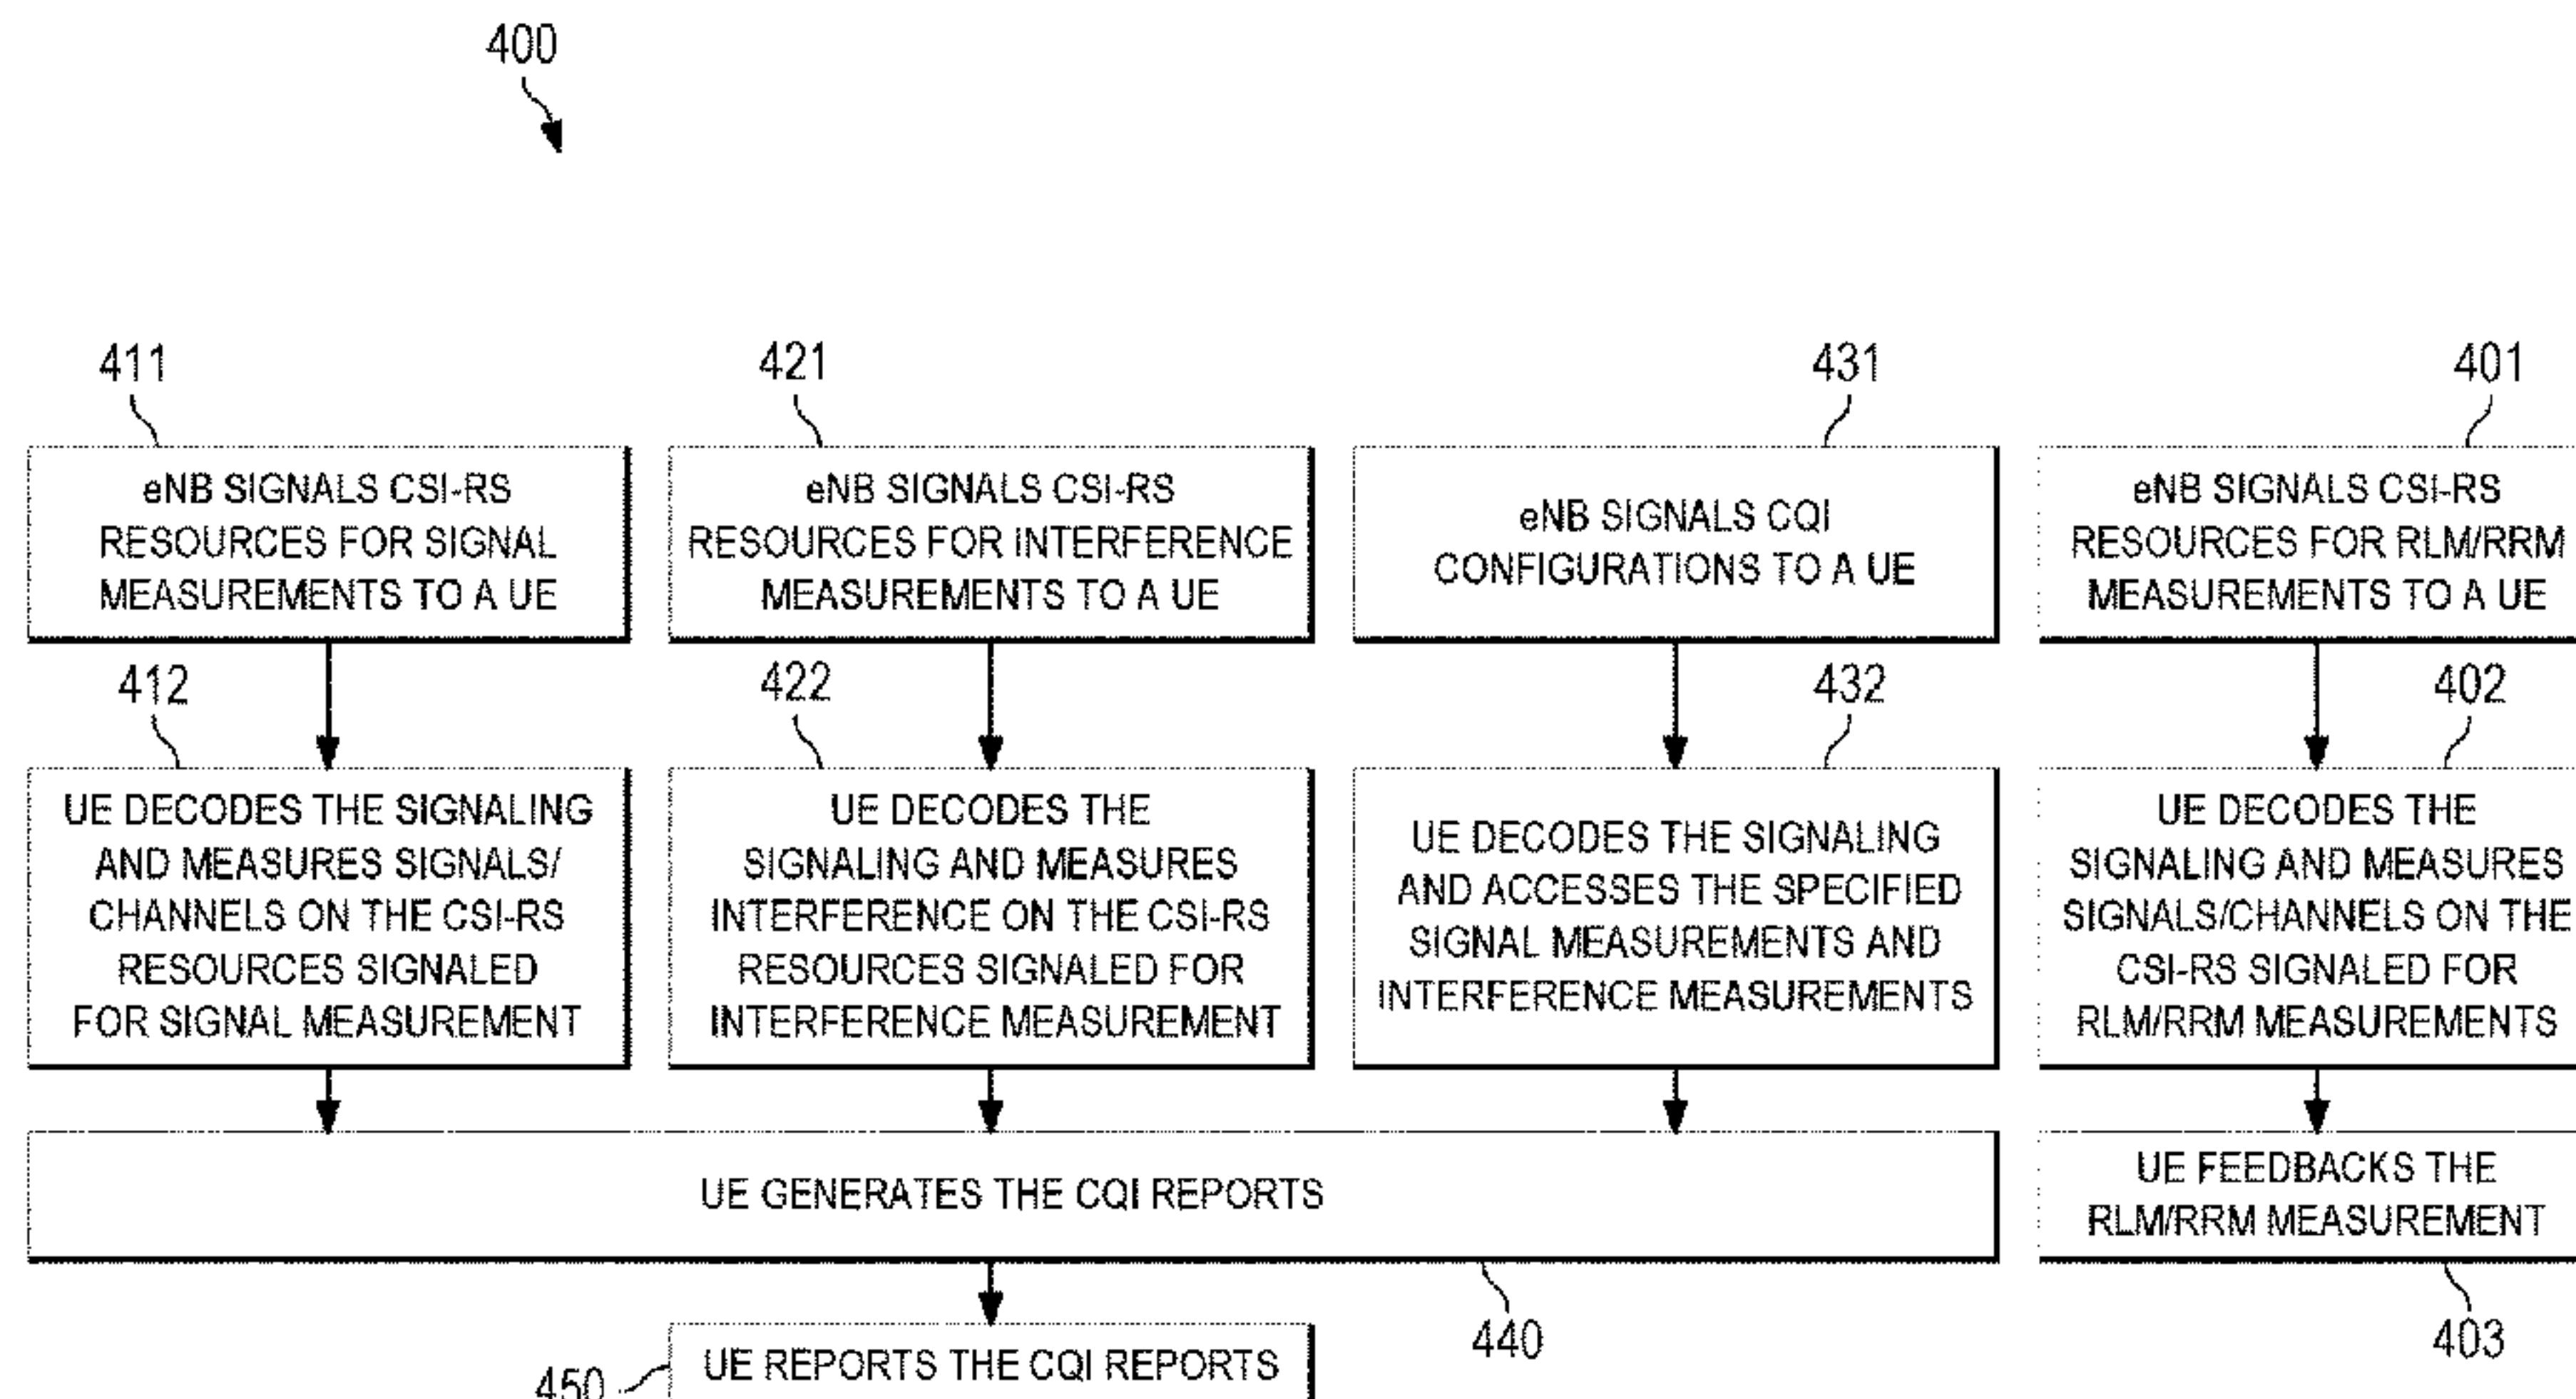 400
411
421
431
401
eNB SIGNALS CSI-RS
RESOURCES FOR SIGNAL
MEASUREMENTS TO A UE
eNB SIGNALS CSI-RS
RESOURCES FOR INTERFERENCE
MEASUREMENTS TO A UE
eNB SIGNALS CQI
CONFIGURATIONS TO A UE
eNB SIGNALS CSI-RS
RESOURCES FOR RLM/RRM
MEASUREMENTS TO A UE
412
422
432
402
UE DECODES THE SIGNALING
AND MEASURES SIGNALS/
CHANNELS ON THE CSI-RS
RESOURCES SIGNALED
FOR SIGNAL MEASUREMENT
UE DECODES THE
SIGNALING AND MEASURES
INTERFERENCE ON THE CSI-RS
RESOURCES SIGNALED FOR
INTERFERENCE MEASUREMENT
UE DECODES THE SIGNALING
AND ACCESSES THE SPECIFIED
SIGNAL MEASUREMENTS AND
INTERFERENCE MEASUREMENTS
UE DECODES THE
SIGNALING AND MEASURES
SIGNALS/CHANNELS ON THE
CSI-RS SIGNALED FOR
RLM/RRM MEASUREMENTS
UE GENERATES THE CQI REPORTS
UE FEEDBACKS THE
RLM/RRM MEASUREMENT
440
403
450
UE REPORTS THE CQI REPORTS